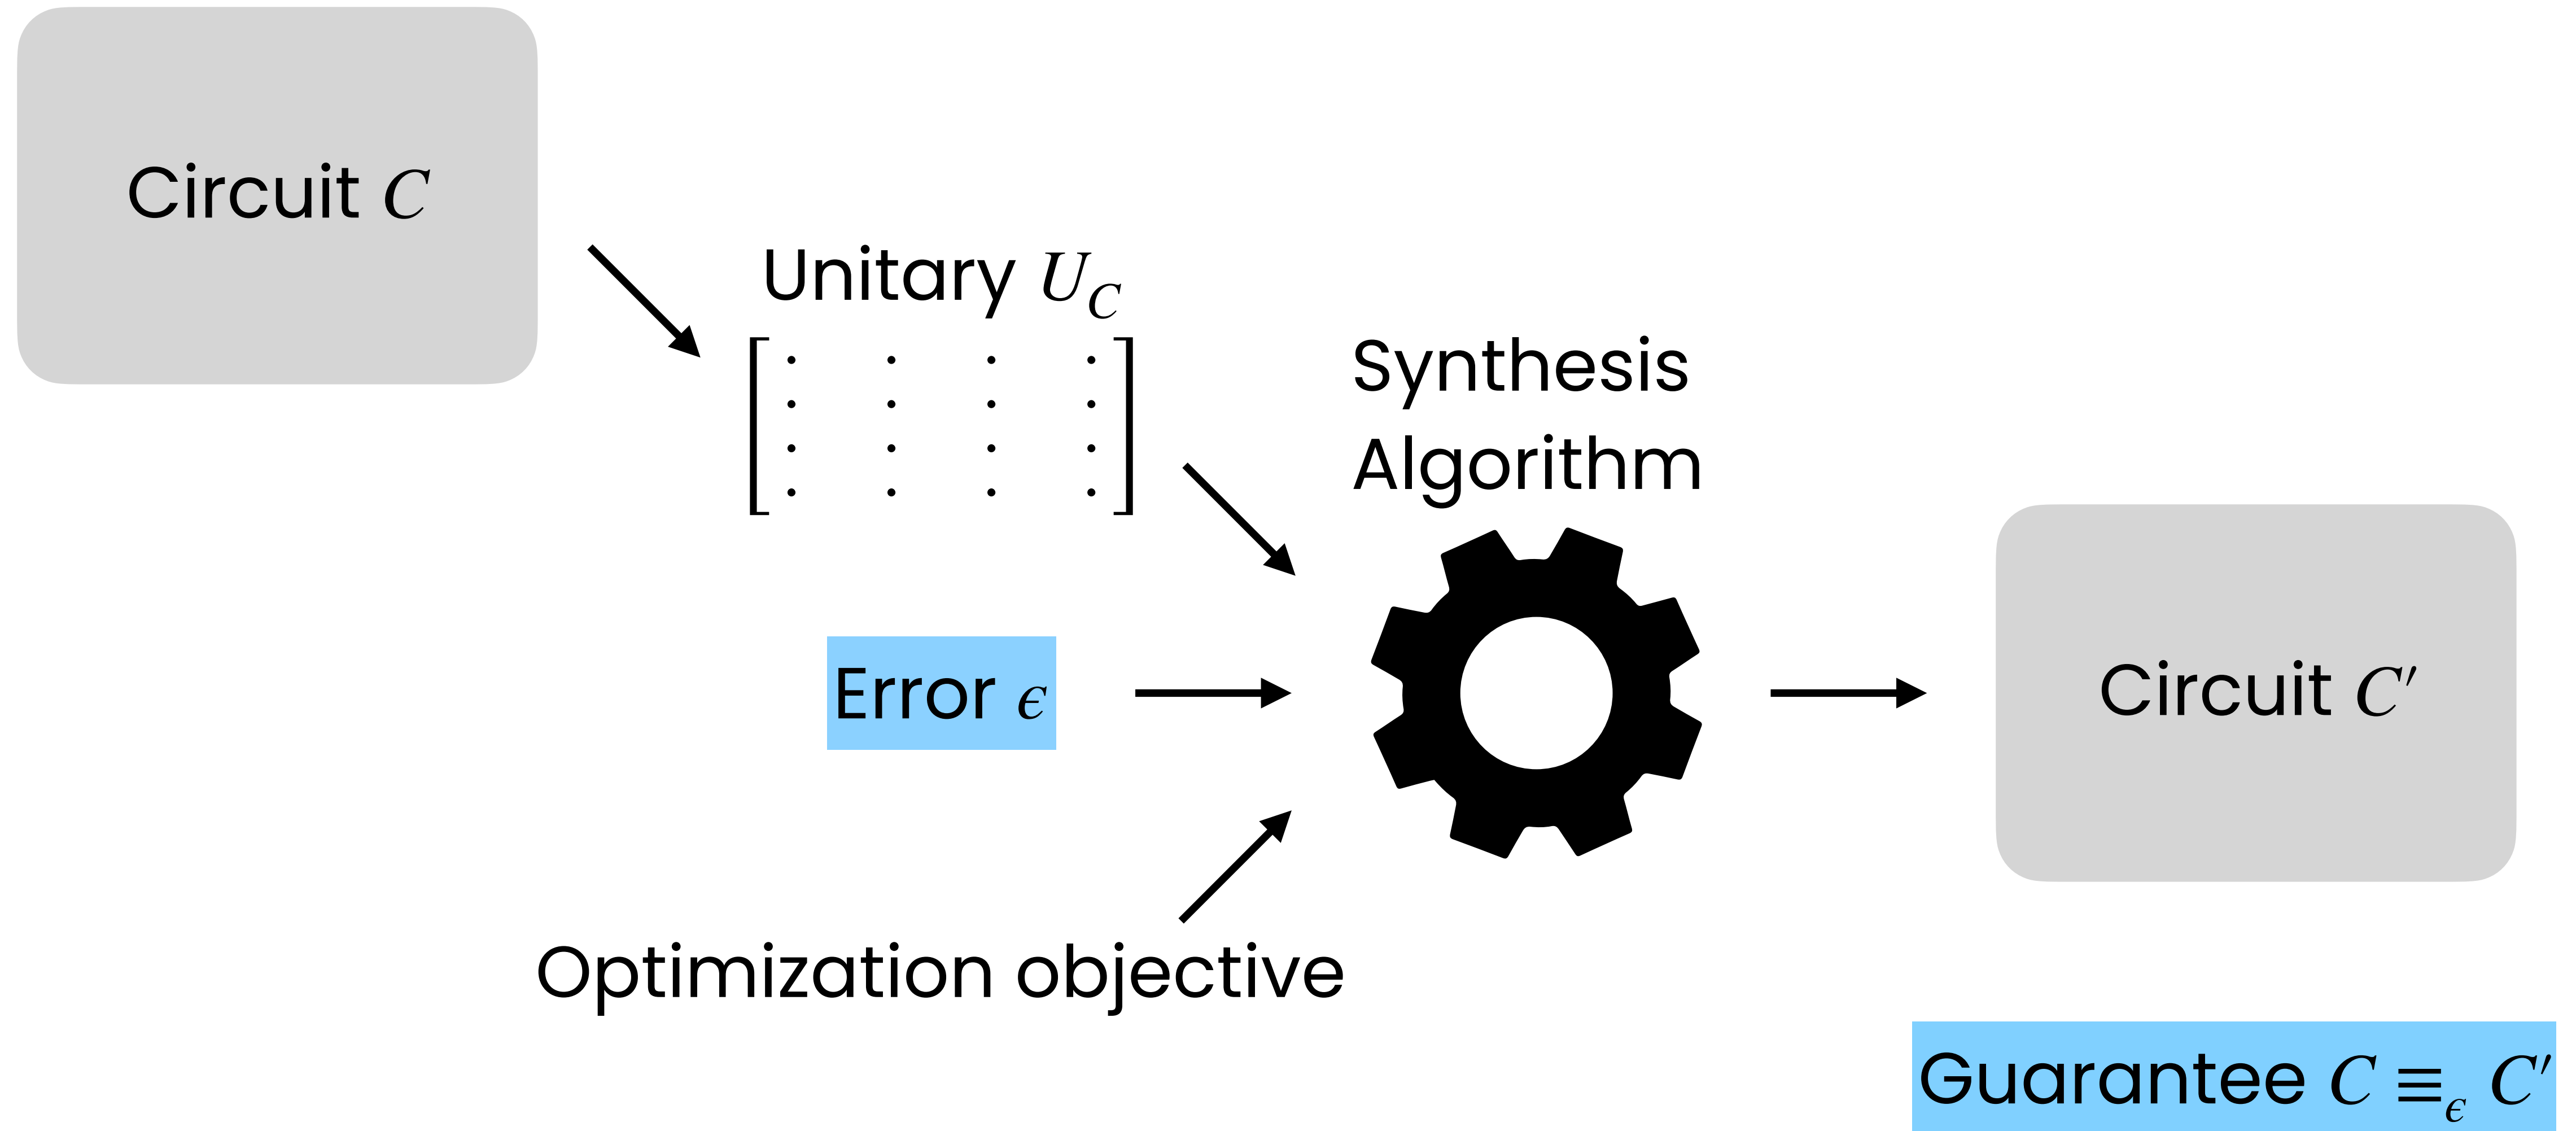 Circuit C
Unitary U_C
Synthesis
Algorithm
Error ϵ
Circuit C′
Optimization objective
Guarantee C ≡_ϵ C′